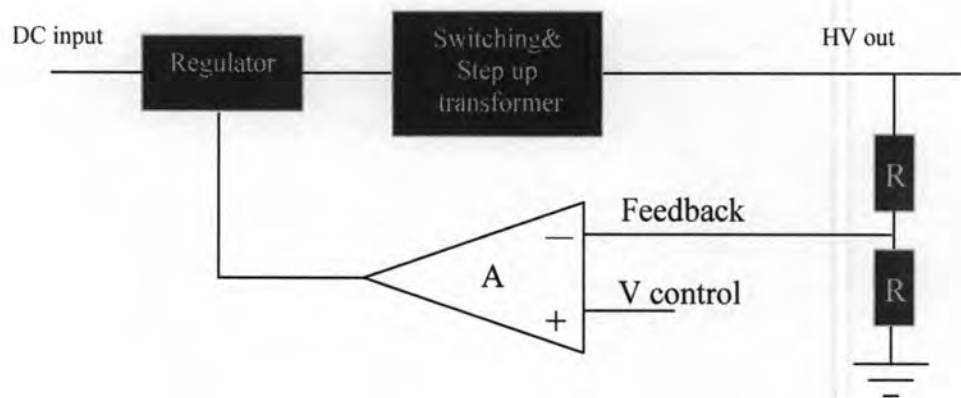 DC input
Regulator
Switching&
Step up
transformer
HV out
R
Feedback
—
A
V control
+
R